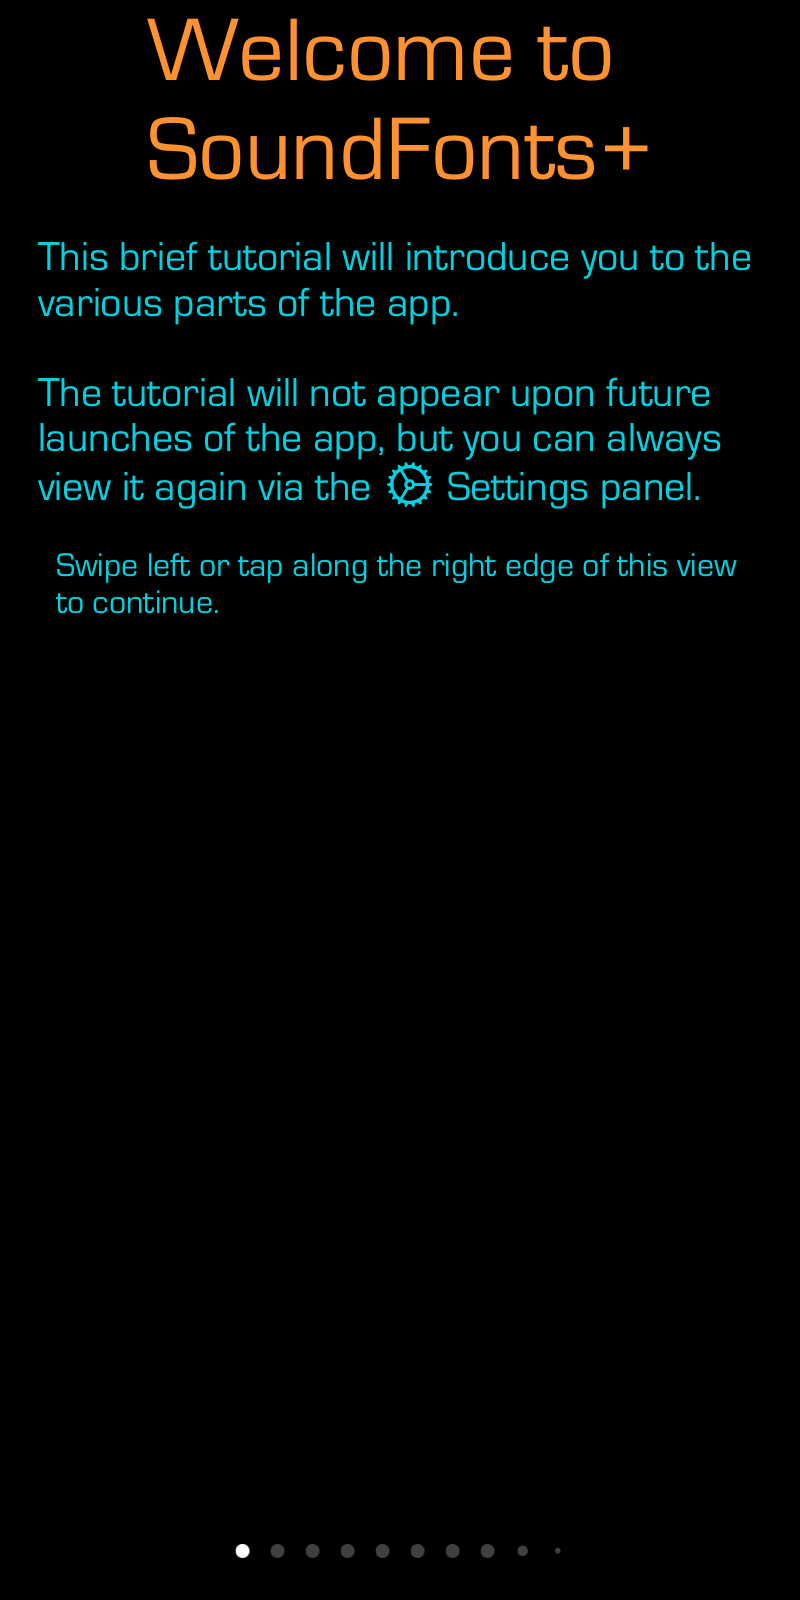 Welcome to
SoundFonts+
This brief tutorial will introduce you to the
various parts of the app.
The tutorial will not appear upon future
launches of the app, but you can always
view it again via the Settings panel.
Swipe left or tap along the right edge of this view
to continue.